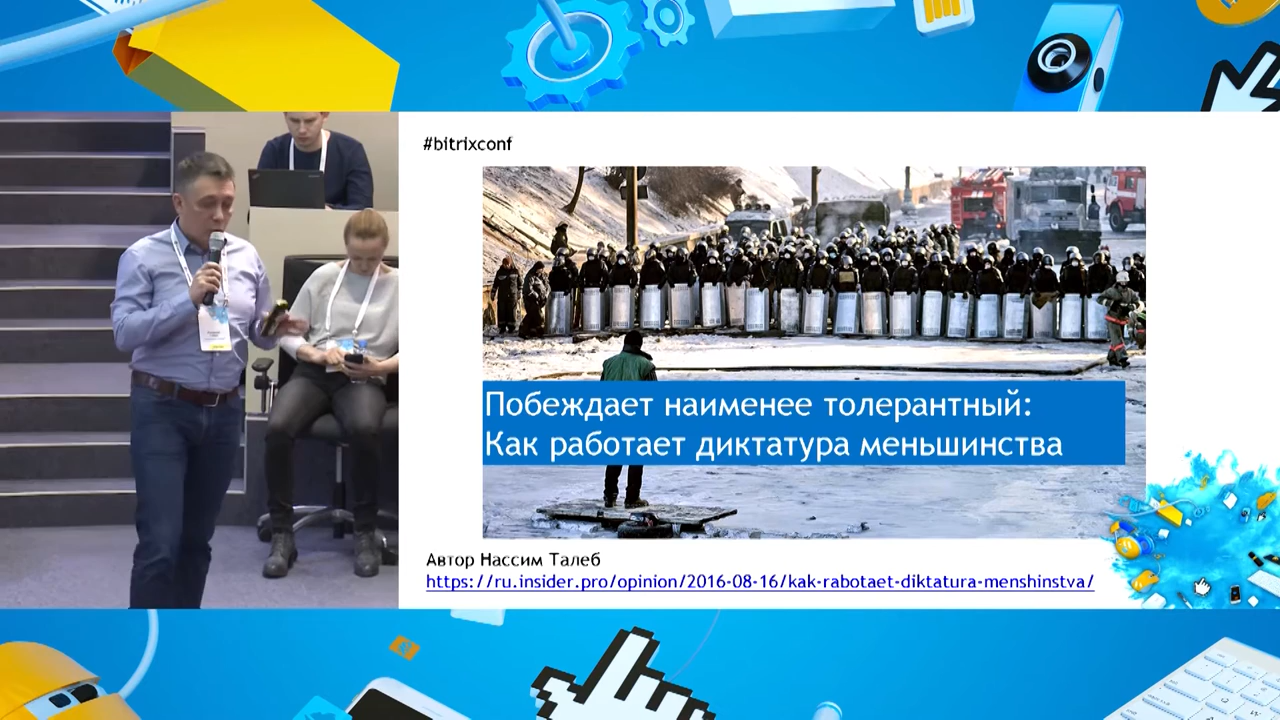 #bitrixconf
Побеждает наименее толерантный:
Как работает диктатура меньшинства
Автор Нассим Талеб
https://ru.insider.pro/opinion/2016-08-16/kak-rabotaet-diktatura-menshinstva/